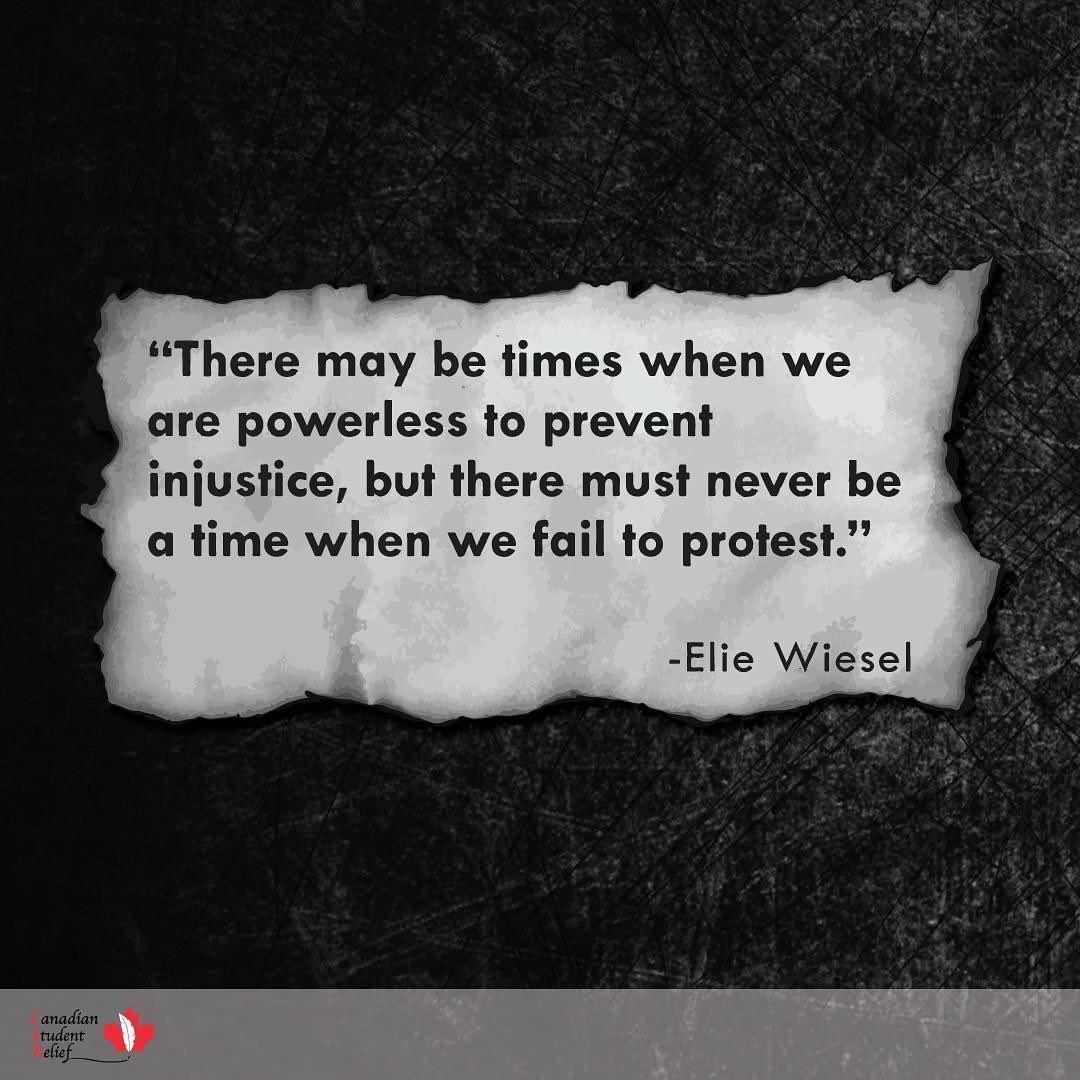 “There may be times when we
are powerless to prevent
injustice, but there must never be
a time when we fail to protest.”
-Elie Wiesel
Canadian
Student
Relief